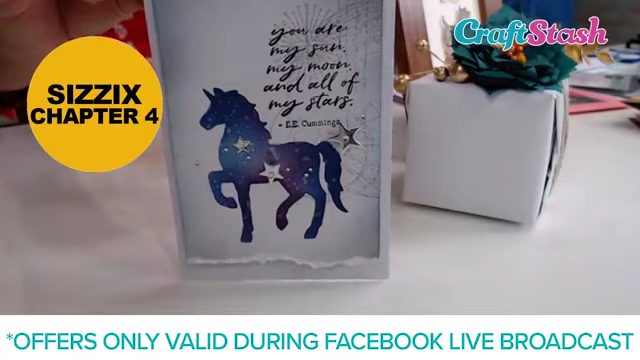 CraftStash
SIZZIX
CHAPTER 4
you are
my sun,
my moon,
and all of
my stars.
- E.E. Cummings
*OFFERS ONLY VALID DURING FACEBOOK LIVE BROADCAST